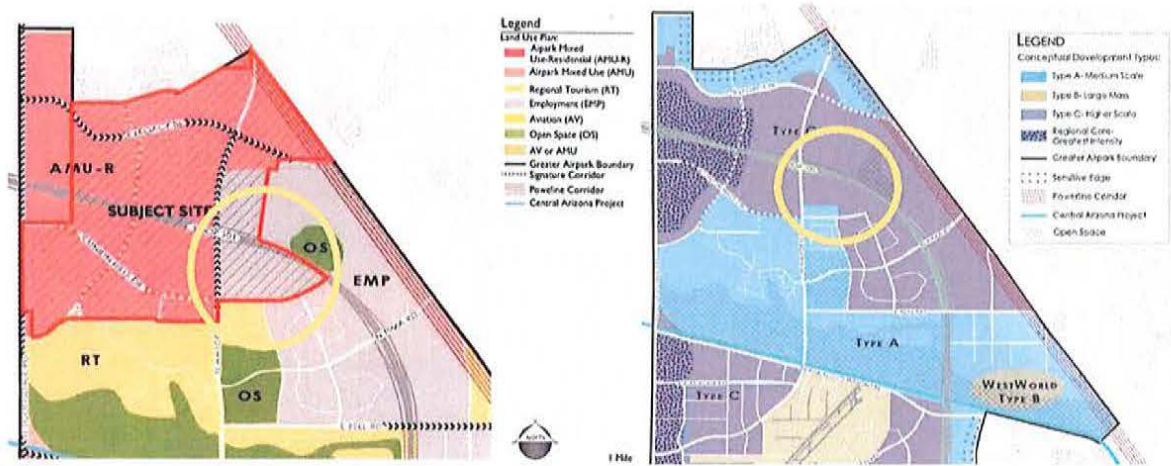 AMU-R
SUBJECT SITE
OS
EMP
RT
OS
E BELL RD
Legend
Land Use Plan:
Airpark Mixed
Use-Residential (AMU-R)
Airpark Mixed Use (AMU)
Regional Tourism (RT)
Employment (EMP)
Aviation (AV)
Open Space (OS)
AV or AMU
Greater Airpark Boundary
Signature Corridor
Powerline Corridor
Central Arizona Project
NORTH
1 Mile
TYPE C
TYPE A
TYPE C
WESTWORLD
TYPE B
LEGEND
Conceptual Development Types:
Type A- Medium Scale
Type B- Large Mass
Type C- Higher Scale
Regional Core-
Greatest Intensity
Greater Airpark Boundary
Sensitive Edge
Powerline Corridor
Central Arizona Project
Open Space